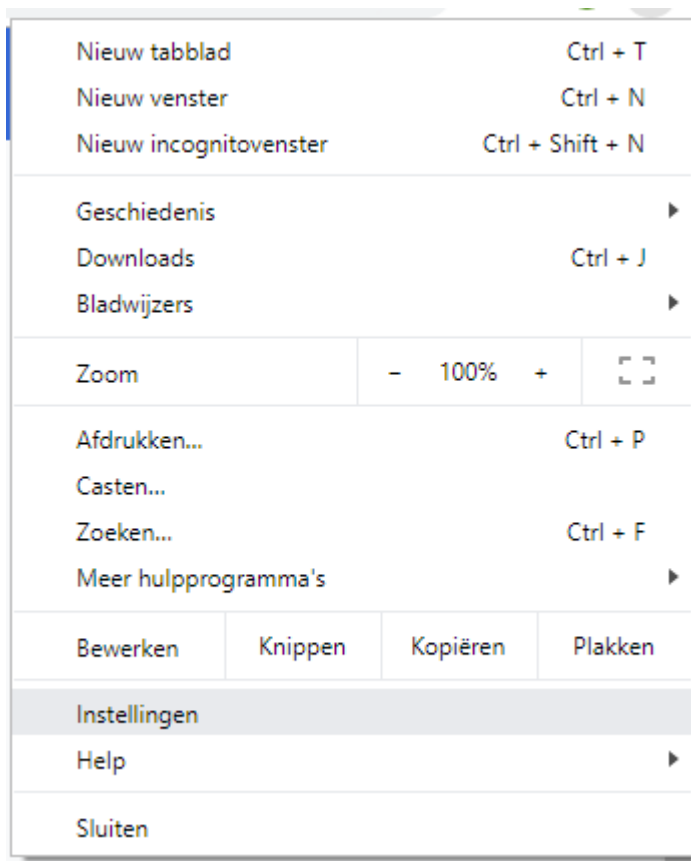 Nieuw tabblad Ctrl + T
Nieuw venster Ctrl + N
Nieuw incognitovenster Ctrl + Shift + N
Geschiedenis
Downloads Ctrl + J
Bladwijzers
Zoom - 100% +
Afdrukken... Ctrl + P
Casten...
Zoeken... Ctrl + F
Meer hulpprogramma's
Bewerken Knippen Kopiëren Plakken
Instellingen
Help
Sluiten